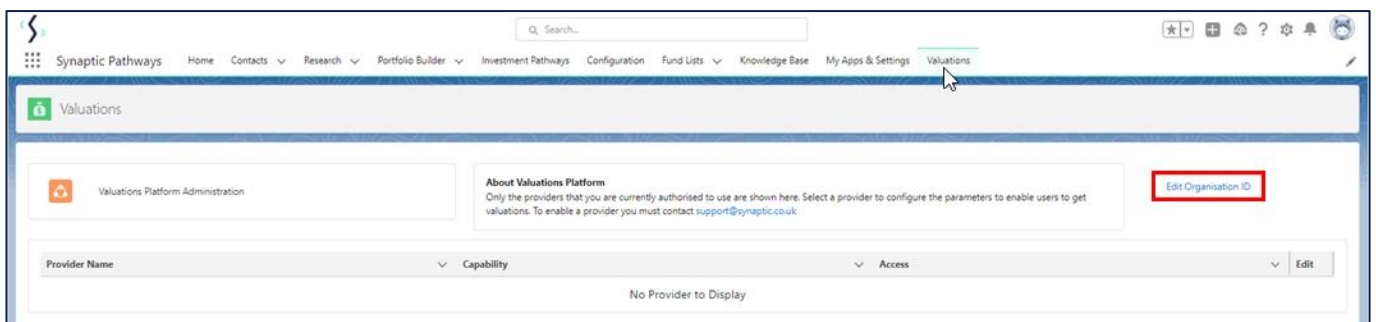 Search...
Synaptic Pathways Home Contacts Research Portfolio Builder Investment Pathways Configuration Fund Lists Knowledge Base My Apps & Settings Valuations
Valuations
Valuations Platform Administration
About Valuations Platform
Only the providers that you are currently authorised to use are shown here. Select a provider to configure the parameters to enable users to get
valuations. To enable a provider you must contact support@synaptic.co.uk
Edit Organisation ID
Provider Name Capability Access Edit
No Provider to Display